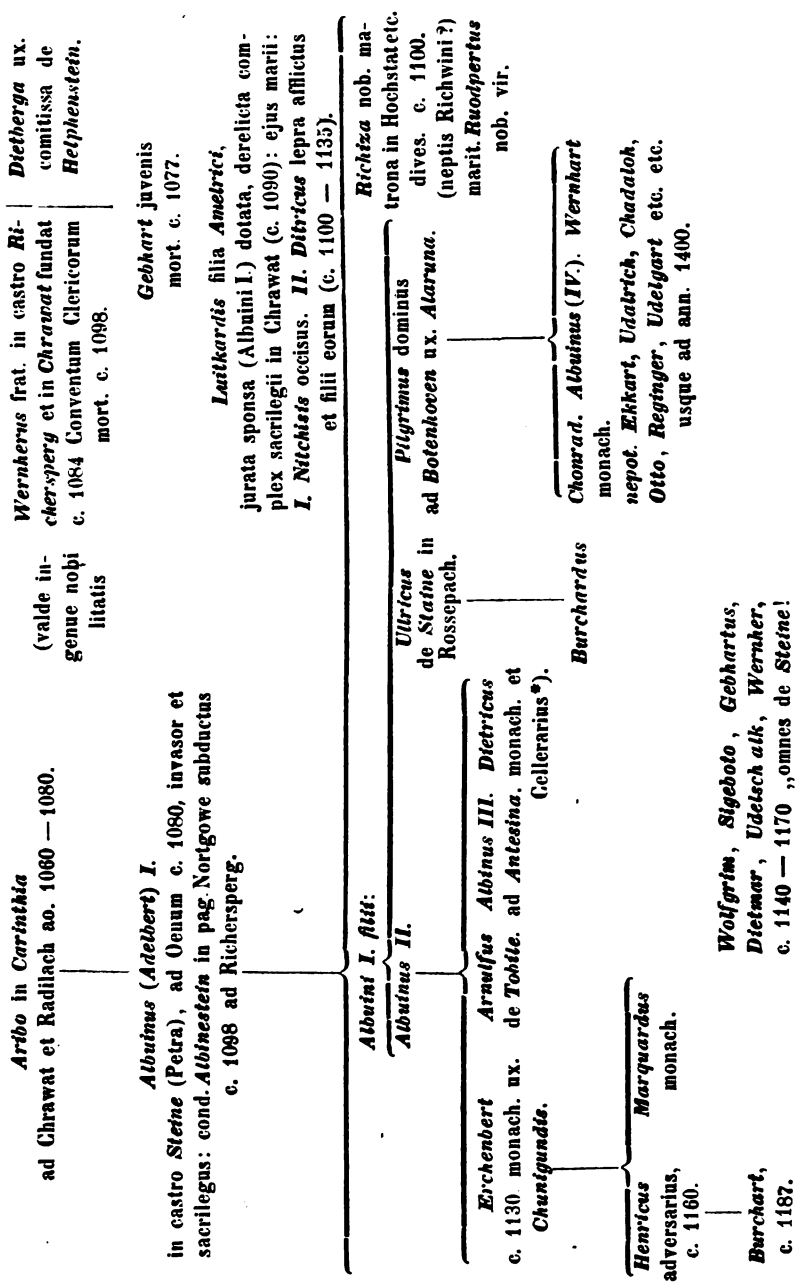 Aribo in Carinthia
ad Chrawat et Radilach ao. 1060 — 1080.
(valde in-
genue nobi
litatis
Wernherus frat. in castro Ri-
chersperg et in Chrawat fundat
c. 1084 Conventum Clericorum
mort. c. 1098.
Dietberga ux.
comitissa de
Helphenstein.
Albuinus (Adelbert) I.
in castro Steine (Petra), ad Oenum c. 1080, invasor et
sacrilegus: cond. Albinestein in pag. Nortgowe subductus
c. 1098 ad Richersperg.
Gebhart juvenis
mort. c. 1077.
Luitkardis filia Amelrici,
jurata sponsa (Albuini I.) dotata, derelicta com-
plex sacrilegii in Chrawat (c. 1090): ejus marii:
I. Nitchisis occisus. II. Ditricus lepra afflictus
et filii eorum (c. 1100 — 1135).
Albuini I. filii:
Albuinus II.
Ulricus
de Staine in
Rossepach.
Pilgrimus dominus
ad Botenhoven ux. Alaruna.
Richiza nob. ma-
trona in Hochstat etc.
dives. c. 1100.
(neptis Richwini?)
marit. Ruodpertus
nob. vir.
Erchenbert
c. 1130. monach. ux.
Chunigundis.
Arnulfus
de Tobile.
Albinus III.
ad Antesina.
Dietricus
monach. et
Cellerarius*).
Burchardus
Chonrad. Albuinus (IV.). Wernhart
monach.
nepot. Ekkart, Udalrich, Chadaloh,
Otto, Reginger, Udelgart etc. etc.
usque ad ann. 1400.
Henricus
adversarius,
c. 1160.
Marquardus
monach.
Burchart,
c. 1187.
Wolfgrim, Sigeboto, Gebhartus,
Dietmar, Udelschalk, Wernher,
c. 1140 — 1170 „omnes de Steine!